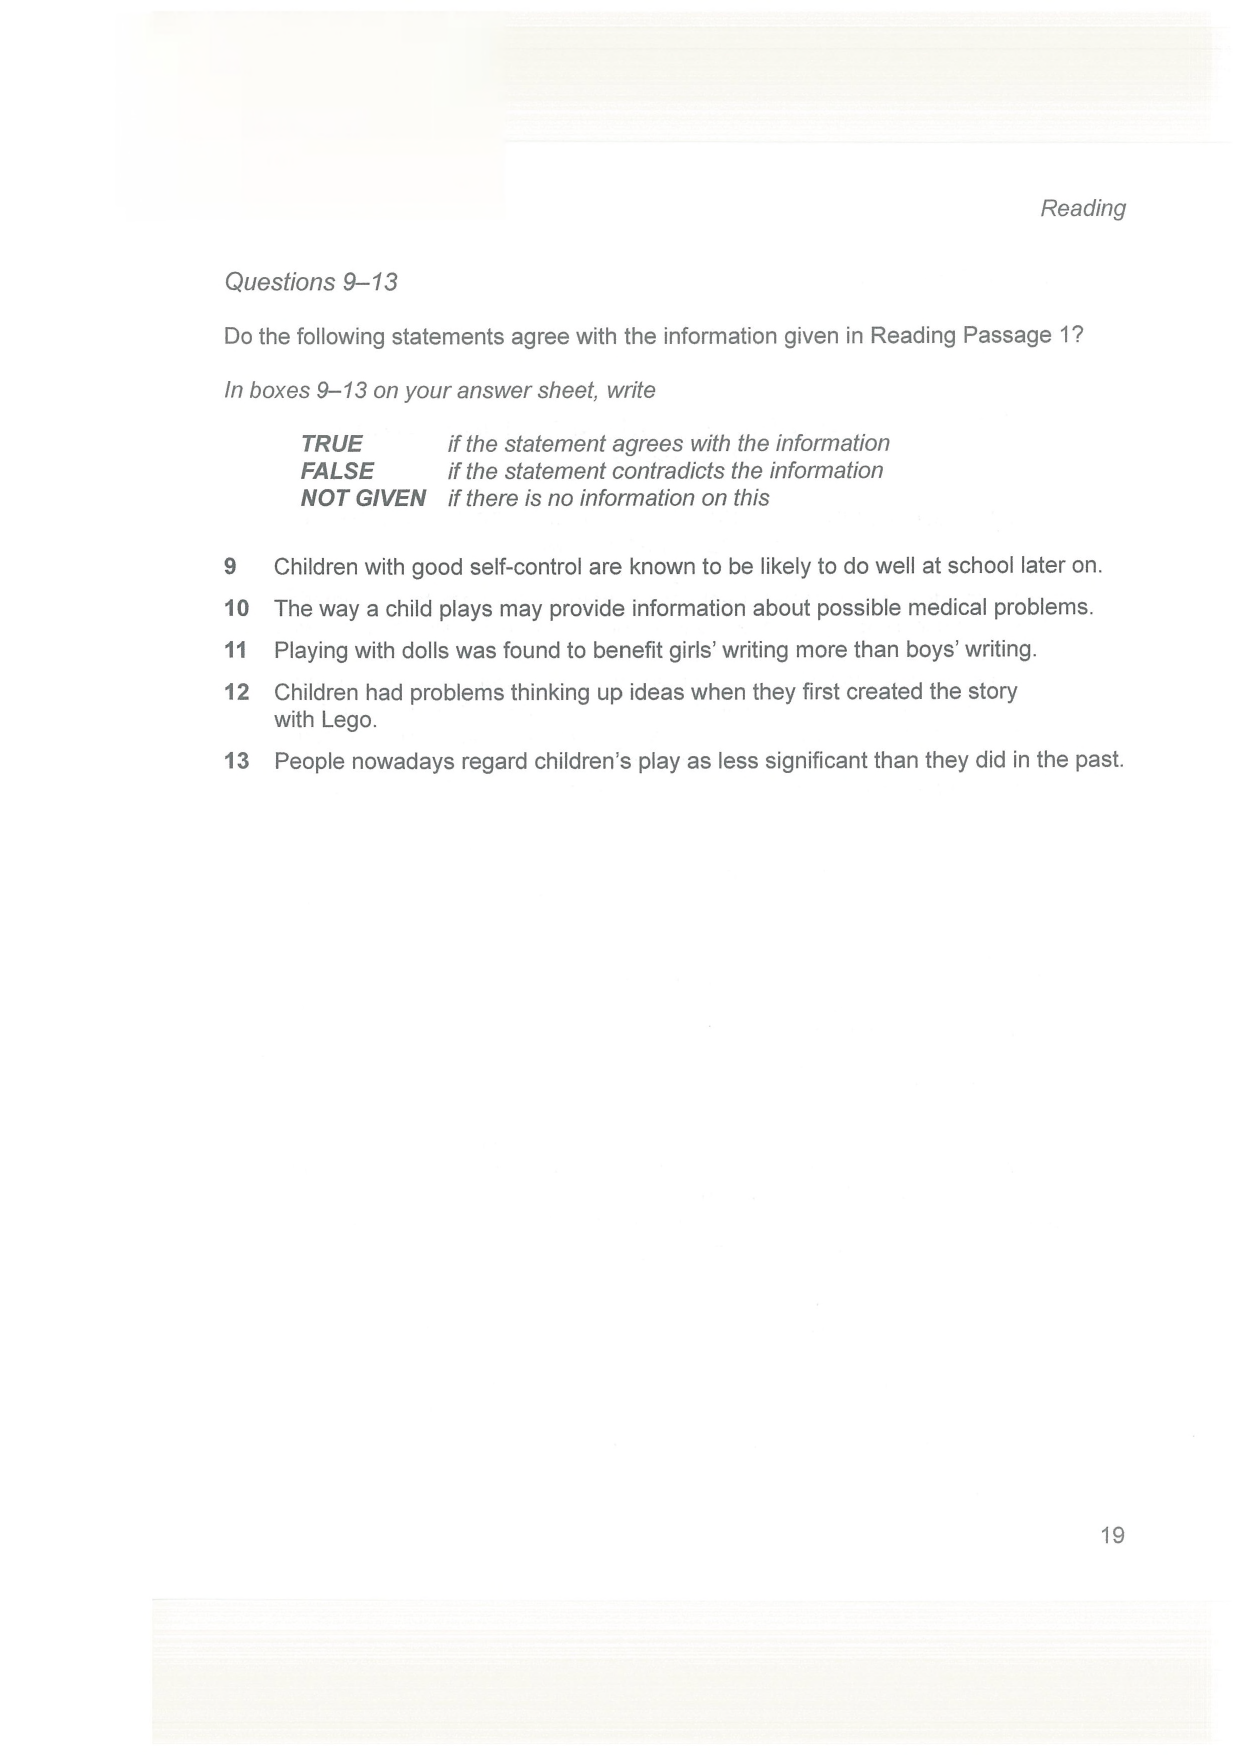 Reading
Questions 9–13
Do the following statements agree with the information given in Reading Passage 1?
In boxes 9–13 on your answer sheet, write
TRUE if the statement agrees with the information
FALSE if the statement contradicts the information
NOT GIVEN if there is no information on this
9 Children with good self-control are known to be likely to do well at school later on.
10 The way a child plays may provide information about possible medical problems.
11 Playing with dolls was found to benefit girls’ writing more than boys’ writing.
12 Children had problems thinking up ideas when they first created the story
with Lego.
13 People nowadays regard children’s play as less significant than they did in the past.
19